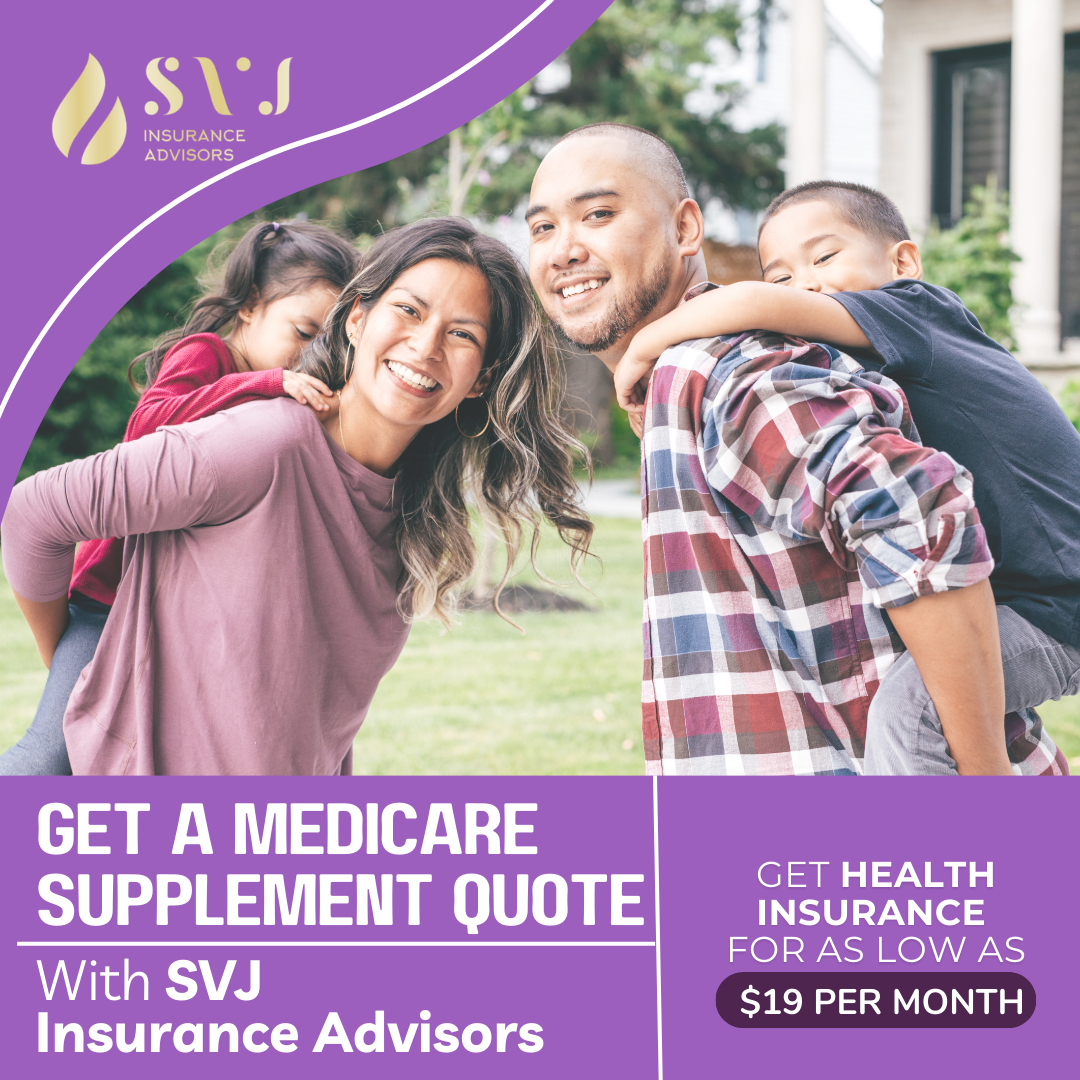 SVJ
INSURANCE
ADVISORS
GET A MEDICARE
SUPPLEMENT QUOTE
With SVJ
Insurance Advisors
GET HEALTH
INSURANCE
FOR AS LOW AS
$19 PER MONTH